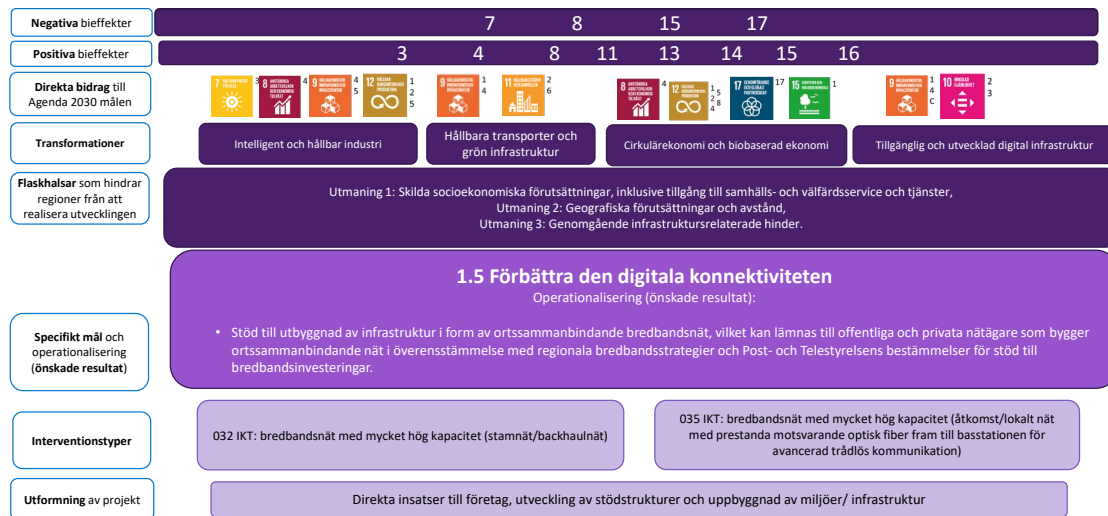 Negativa bieffekter
7 8 15 17
Positiva bieffekter
3 4 8 11 13 14 15 16
Direkta bidrag till
Agenda 2030 målen
7
3
8 ANSTÄNDIGA
ARBETSVILLKOR
OCH EKONOMISK
TILLVÄXT
4
9 HÅLLBAR INDUSTRI,
INNOVATIONER OCH
INFRASTRUKTUR
4
5
12 HÅLLBAR
KONSUMTION OCH
PRODUKTION
1
2
5
9 HÅLLBAR INDUSTRI,
INNOVATIONER OCH
INFRASTRUKTUR
1
4
11 HÅLLBARA STÄDER
OCH SAMHÄLLEN
2
6
8 ANSTÄNDIGA
ARBETSVILLKOR
OCH EKONOMISK
TILLVÄXT
4
12 HÅLLBAR
KONSUMTION OCH
PRODUKTION
1 5
2
4 8
17 GENOMFÖRANDE
OCH GLOBALT
PARTNERSKAP
17
15 EKOSYSTEM OCH
BIOLOGISK MÅNGFALD
1
9 HÅLLBAR INDUSTRI,
INNOVATIONER OCH
INFRASTRUKTUR
1
4
C
10 MINSKAD
OJÄMLIKHET
2
3
Transformationer
Intelligent och hållbar industri
Hållbara transporter och
grön infrastruktur
Cirkulärekonomi och biobaserad ekonomi
Tillgänglig och utvecklad digital infrastruktur
Flaskhalsar som hindrar
regioner från att
realisera utvecklingen
Utmaning 1: Skilda socioekonomiska förutsättningar, inklusive tillgång till samhälls- och välfärdsservice och tjänster,
Utmaning 2: Geografiska förutsättningar och avstånd,
Utmaning 3: Genomgående infrastruktursrelaterade hinder.
1.5 Förbättra den digitala konnektiviteten
Operationalisering (önskade resultat):
Specifikt mål och
operationalisering
(önskade resultat)
• Stöd till utbyggnad av infrastruktur i form av ortssammanbindande bredbandsnät, vilket kan lämnas till offentliga och privata nätägare som bygger
ortssammanbindande nät i överensstämmelse med regionala bredbandsstrategier och Post- och Telestyrelsens bestämmelser för stöd till
bredbandsinvesteringar.
Interventionstyper
032 IKT: bredbandsnät med mycket hög kapacitet (stamnät/backhaulnät)
035 IKT: bredbandsnät med mycket hög kapacitet (åtkomst/lokalt nät
med prestanda motsvarande optisk fiber fram till basstationen för
avancerad trådlös kommunikation)
Utformning av projekt
Direkta insatser till företag, utveckling av stödstrukturer och uppbyggnad av miljöer/ infrastruktur